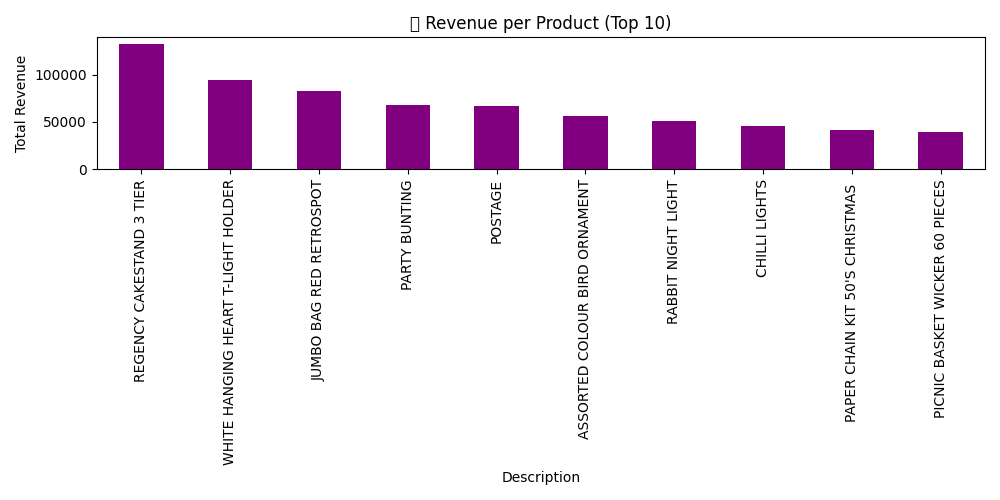 ▯ Revenue per Product (Top 10)
Total Revenue
100000
50000
0
REGENCY CAKESTAND 3 TIER
WHITE HANGING HEART T-LIGHT HOLDER
JUMBO BAG RED RETROSPOT
PARTY BUNTING
POSTAGE
ASSORTED COLOUR BIRD ORNAMENT
RABBIT NIGHT LIGHT
CHILLI LIGHTS
PAPER CHAIN KIT 50'S CHRISTMAS
PICNIC BASKET WICKER 60 PIECES
Description